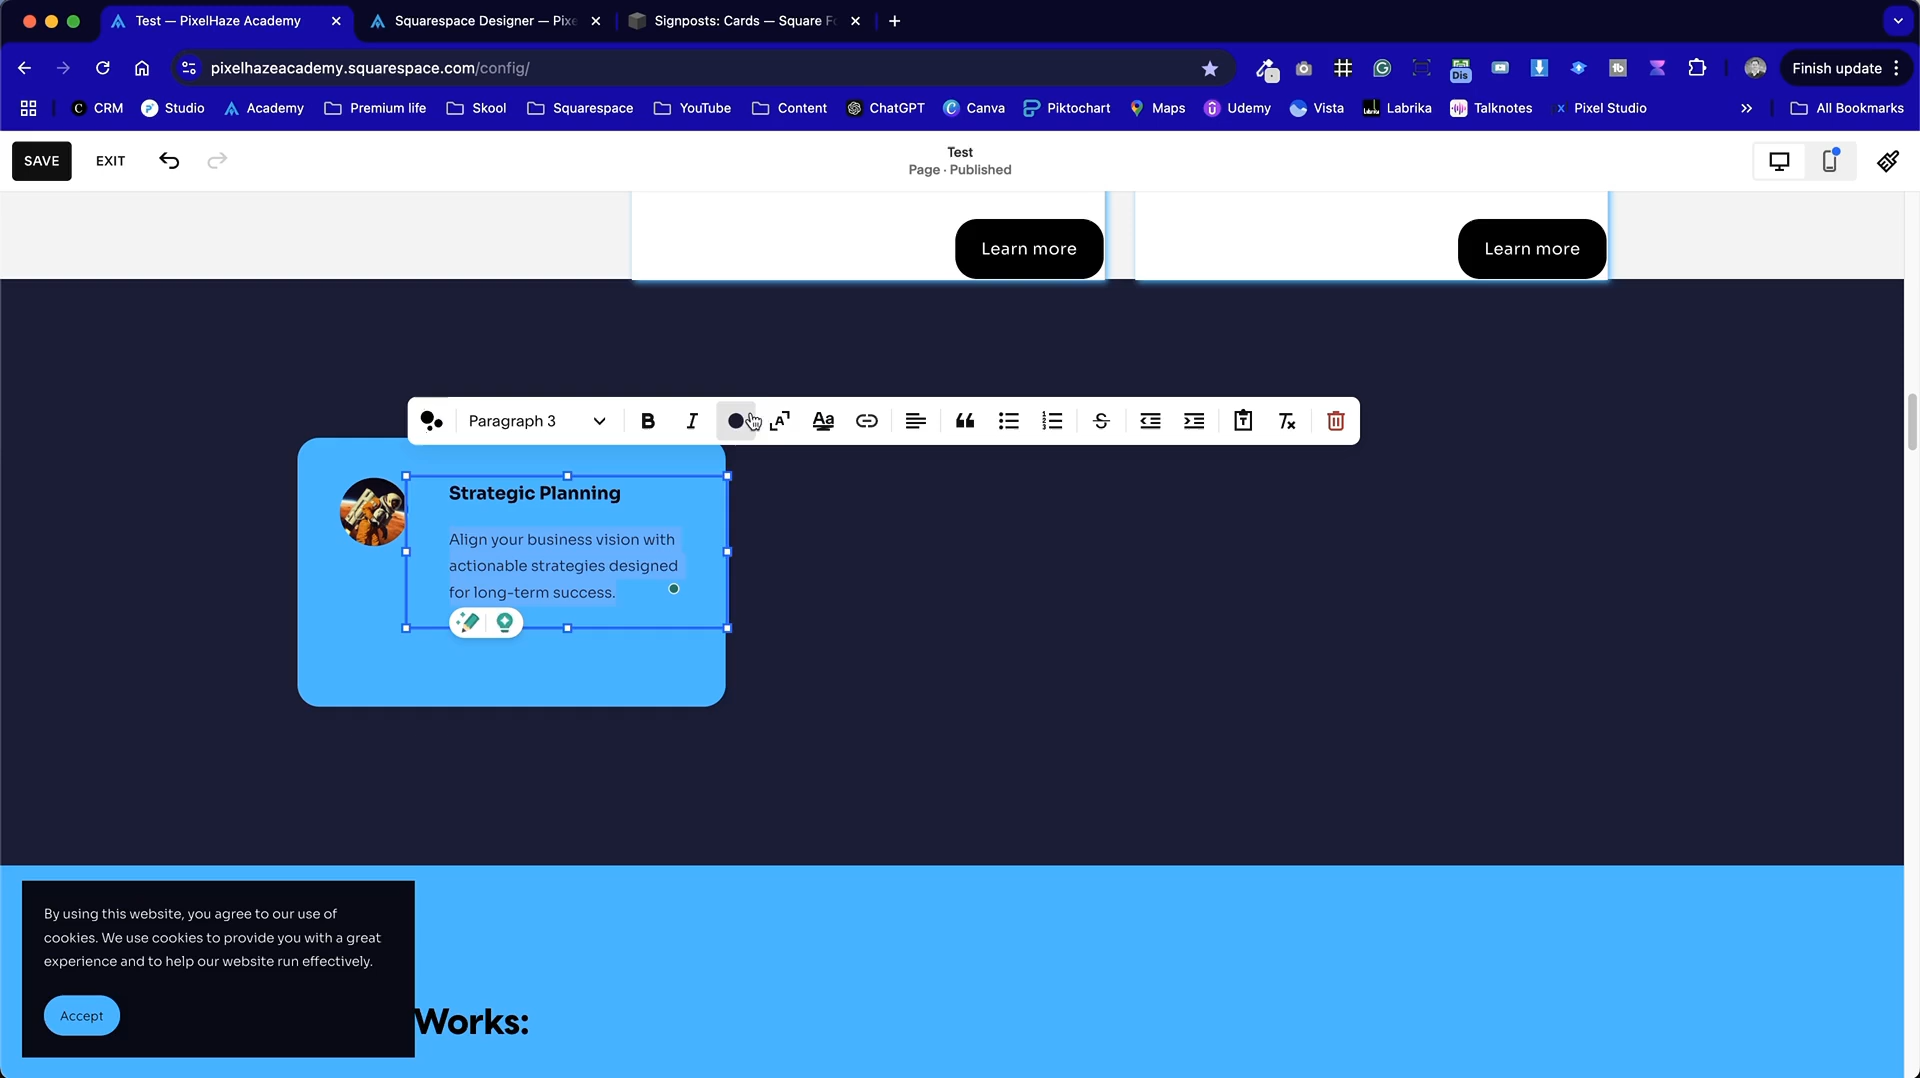 Test — PixelHaze Academy
Squarespace Designer — Pix
Signposts: Cards — Square F
pixelhazeacademy.squarespace.com/config/
Dis
Finish update
CRM
Studio
Academy
Premium life
Skool
Squarespace
YouTube
Content
ChatGPT
Canva
Piktochart
Maps
Udemy
Vista
Labrika
Talknotes
Pixel Studio
All Bookmarks
SAVE
EXIT
Test
Page · Published
Learn more
Learn more
Paragraph 3
Strategic Planning
Align your business vision with
actionable strategies designed
for long-term success.
By using this website, you agree to our use of
cookies. We use cookies to provide you with a great
experience and to help our website run effectively.
Accept
Works: